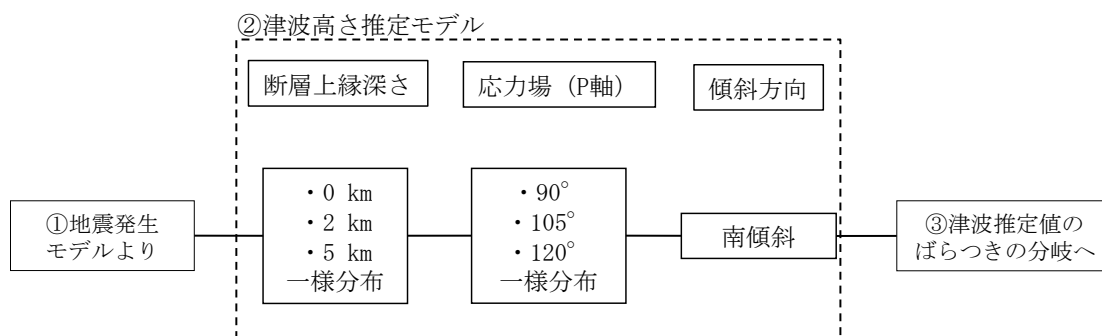 ②津波高さ推定モデル
断層上縁深さ
応力場（P軸）
傾斜方向
①地震発生
モデルより
・0 km
・2 km
・5 km
一様分布
・90°
・105°
・120°
一様分布
南傾斜
③津波推定値の
ばらつきの分岐へ